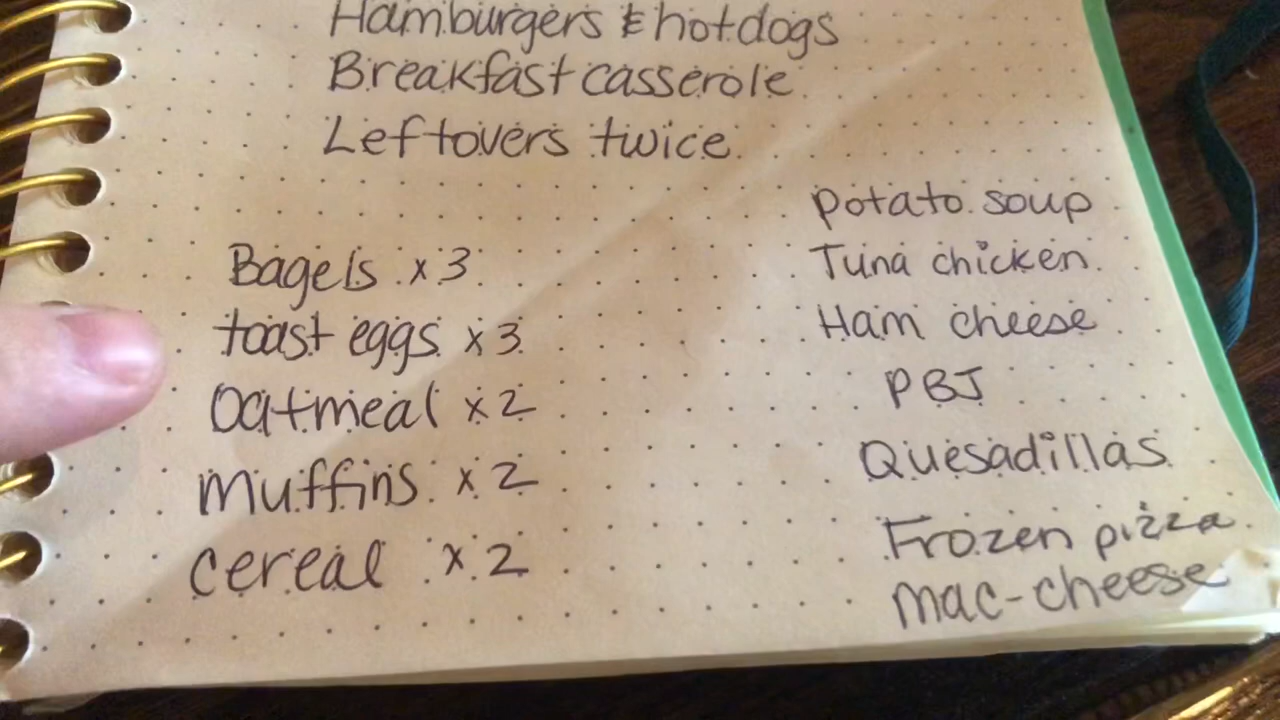 Hamburgers & hotdogs
Breakfast casserole
Leftovers twice
Bagels x3
toast eggs x3
Oatmeal x2
Muffins x2
cereal x2
potato soup
Tuna chicken
Ham cheese
PBJ
Quesadillas
Frozen pizza
mac-cheese